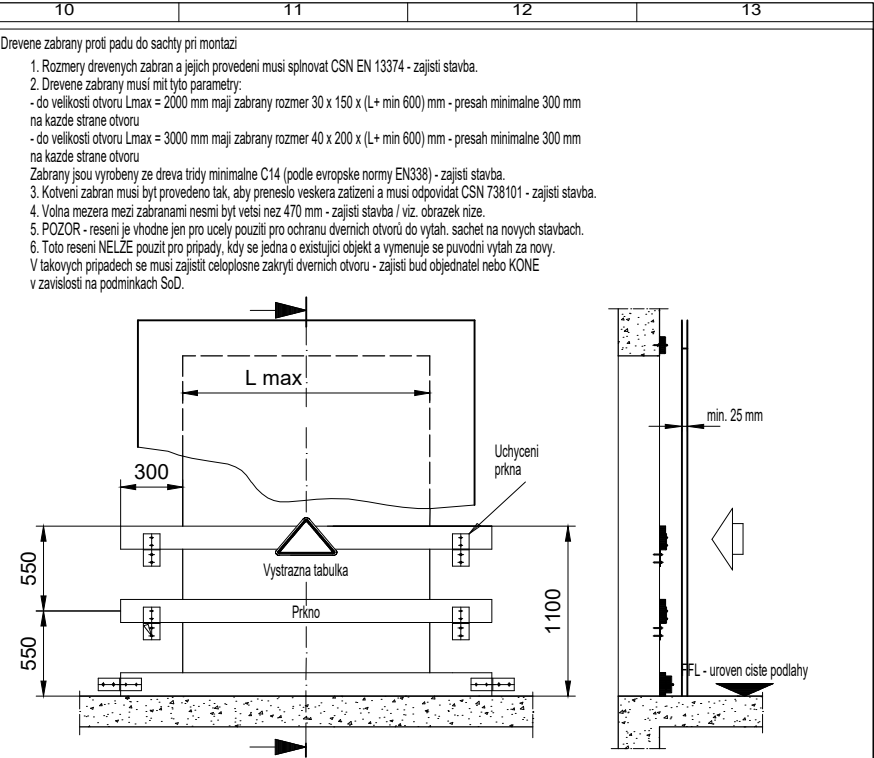 10 11 12 13
Drevene zabrany proti padu do sachty pri montazi
1. Rozmery drevenych zabran a jejich provedeni musi splnovat CSN EN 13374 - zajisti stavba.
2. Drevene zabrany musí mit tyto parametry:
- do velikosti otvoru Lmax = 2000 mm maji zabrany rozmer 30 x 150 x (L+ min 600) mm - presah minimalne 300 mm
na kazde strane otvoru
- do velikosti otvoru Lmax = 3000 mm maji zabrany rozmer 40 x 200 x (L+ min 600) mm - presah minimalne 300 mm
na kazde strane otvoru
Zabrany jsou vyrobeny ze dreva tridy minimalne C14 (podle evropske normy EN338) - zajisti stavba.
3. Kotveni zabran musi byt provedeno tak, aby preneslo veskera zatizeni a musi odpovidat CSN 738101 - zajisti stavba.
4. Volna mezera mezi zabranami nesmi byt vetsi nez 470 mm - zajisti stavba / viz. obrazek nize.
5. POZOR - reseni je vhodne jen pro ucely pouziti pro ochranu dvernich otvorů do vytah. sachet na novych stavbach.
6. Toto reseni NELZE pouzit pro pripady, kdy se jedna o existujici objekt a vymenuje se puvodni vytah za novy.
V takovych pripadech se musi zajistit celoplosne zakryti dvernich otvoru - zajisti bud objednatel nebo KONE
v zavislosti na podminkach SoD.
L max
min. 25 mm
Uchyceni
prkna
300
550
Vystrazna tabulka
1100
Prkno
550
FFL - uroven ciste podlahy